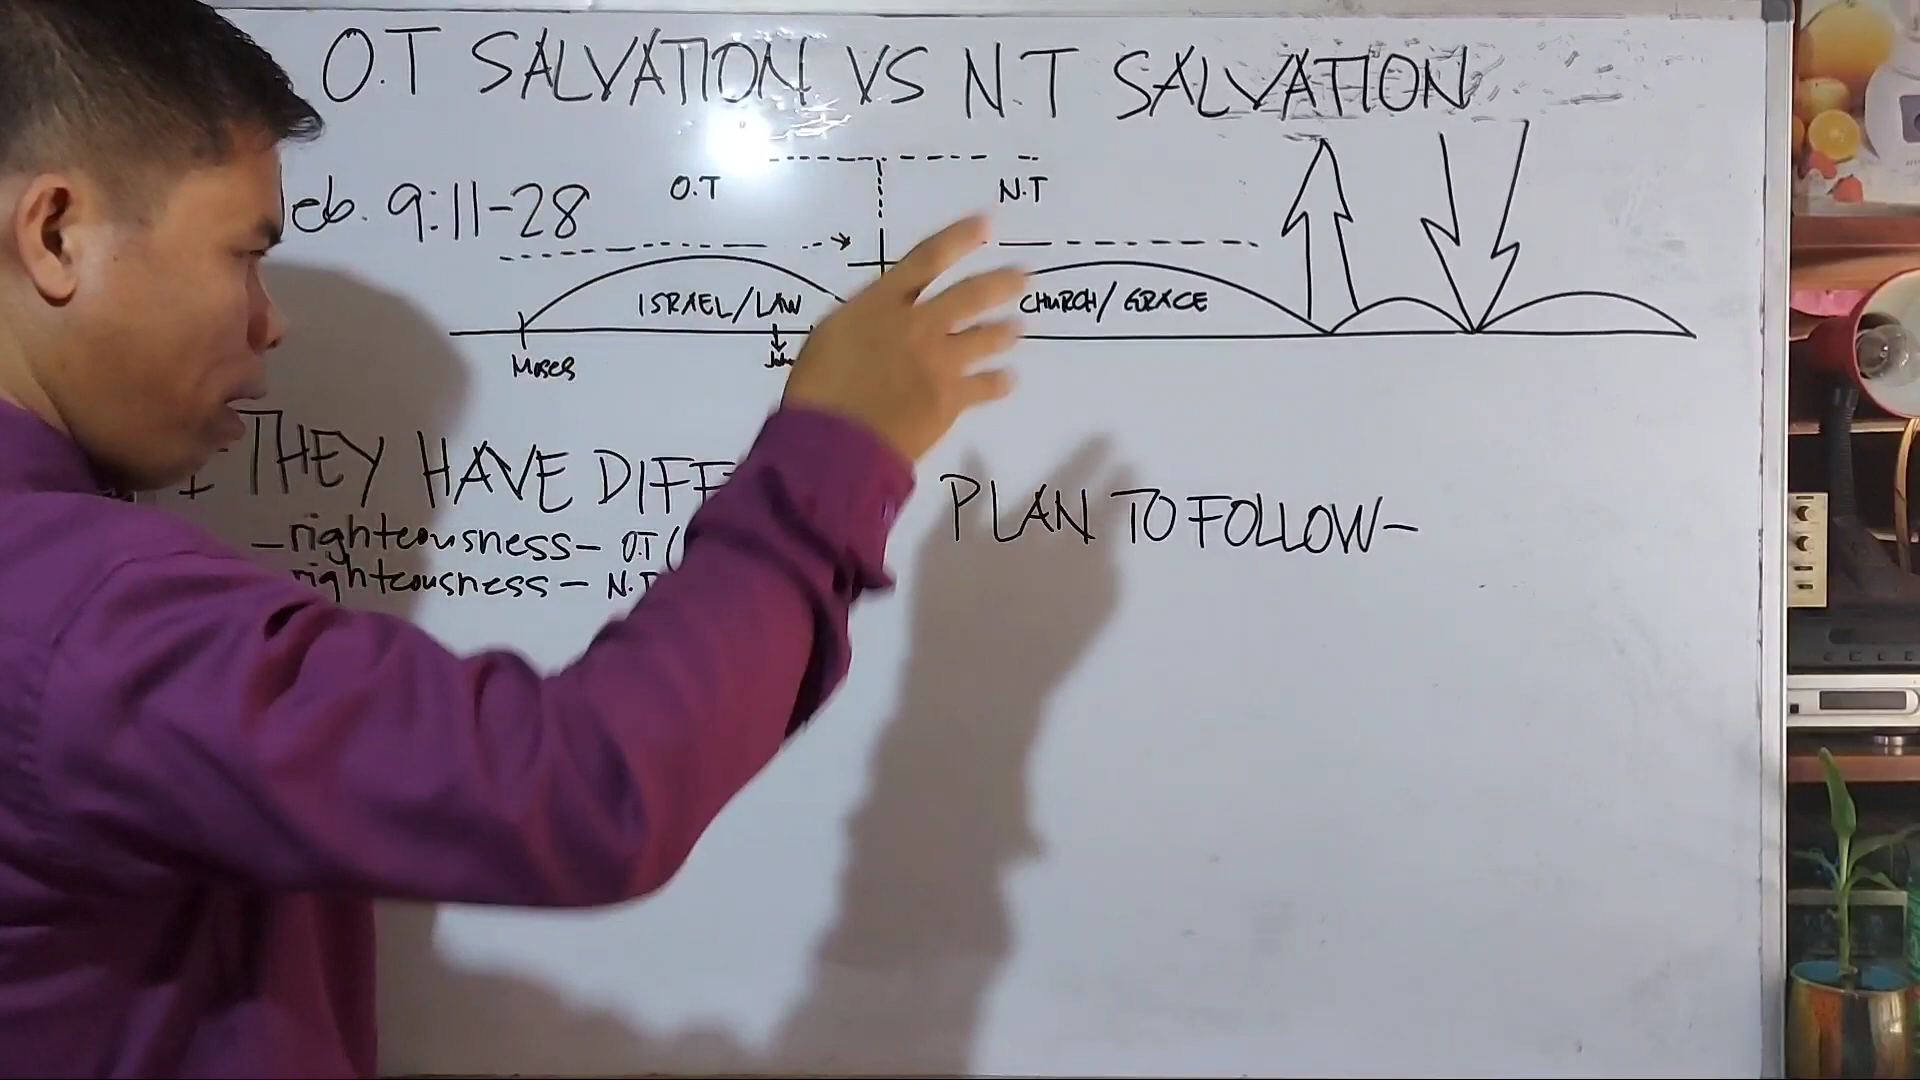 O.T SALVATION VS N.T SALVATION
eb. 9:11-28
O.T
N.T
ISRAEL/LAW
CHURCH/GRACE
Moses
THEY HAVE DIFFE PLAN TO FOLLOW-
-righteousness- O.T (
righteousness - N.T